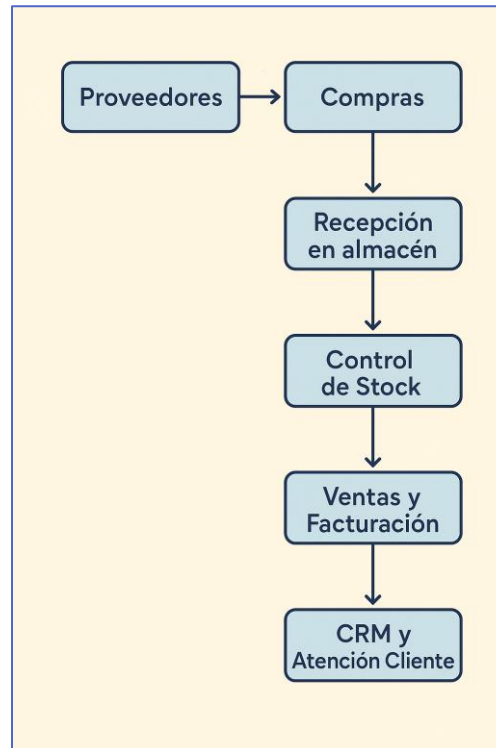 Proveedores
Compras
Recepción
en almacén
Control
de Stock
Ventas y
Facturación
CRM y
Atención Cliente